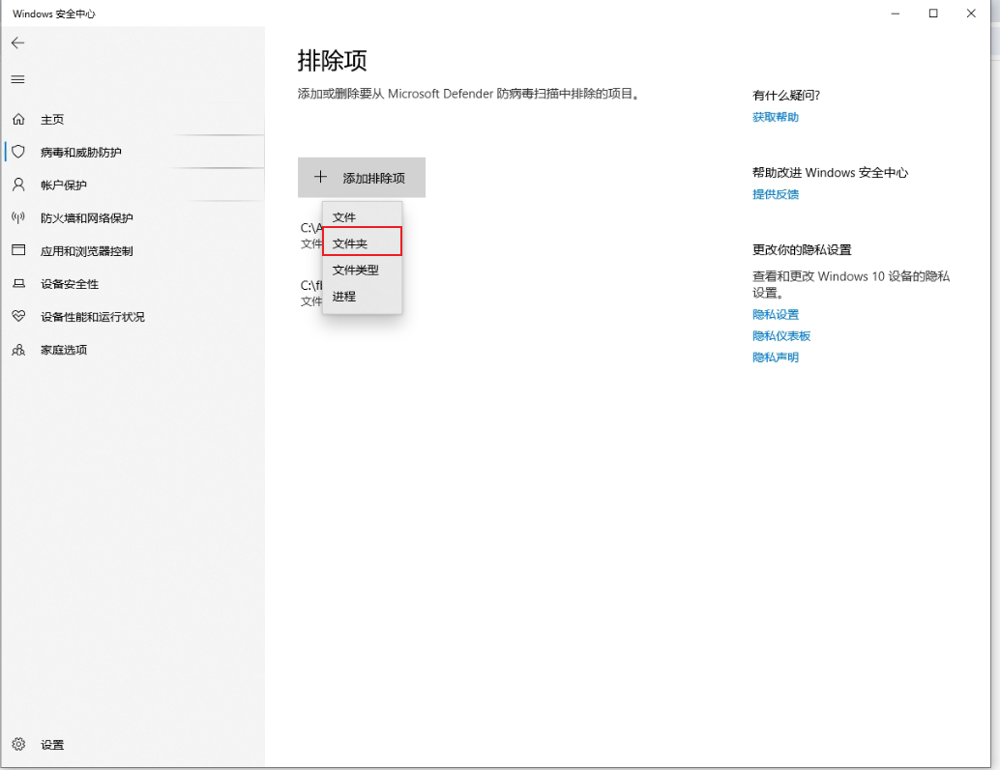 Windows 安全中心
主页
病毒和威胁防护
帐户保护
防火墙和网络保护
应用和浏览器控制
设备安全性
设备性能和运行状况
家庭选项
设置
排除项
添加或删除要从 Microsoft Defender 防病毒扫描中排除的项目。
添加排除项
文件
文件夹
文件类型
进程
C:\A
文件
C:\fl
文件
有什么疑问?
获取帮助
帮助改进 Windows 安全中心
提供反馈
更改你的隐私设置
查看和更改 Windows 10 设备的隐私
设置。
隐私设置
隐私仪表板
隐私声明